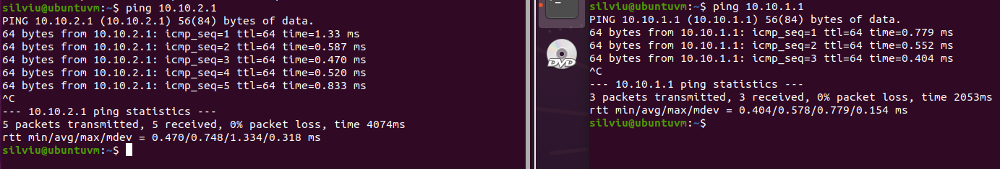 silviu@ubuntuvm:~$ ping 10.10.2.1
PING 10.10.2.1 (10.10.2.1) 56(84) bytes of data.
64 bytes from 10.10.2.1: icmp_seq=1 ttl=64 time=1.33 ms
64 bytes from 10.10.2.1: icmp_seq=2 ttl=64 time=0.587 ms
64 bytes from 10.10.2.1: icmp_seq=3 ttl=64 time=0.470 ms
64 bytes from 10.10.2.1: icmp_seq=4 ttl=64 time=0.520 ms
64 bytes from 10.10.2.1: icmp_seq=5 ttl=64 time=0.833 ms
^C
--- 10.10.2.1 ping statistics ---
5 packets transmitted, 5 received, 0% packet loss, time 4074ms
rtt min/avg/max/mdev = 0.470/0.748/1.334/0.318 ms
silviu@ubuntuvm:~$
>_
DVD
silviu@ubuntuvm:~$ ping 10.10.1.1
PING 10.10.1.1 (10.10.1.1) 56(84) bytes of data.
64 bytes from 10.10.1.1: icmp_seq=1 ttl=64 time=0.779 ms
64 bytes from 10.10.1.1: icmp_seq=2 ttl=64 time=0.552 ms
64 bytes from 10.10.1.1: icmp_seq=3 ttl=64 time=0.404 ms
^C
--- 10.10.1.1 ping statistics ---
3 packets transmitted, 3 received, 0% packet loss, time 2053ms
rtt min/avg/max/mdev = 0.404/0.578/0.779/0.154 ms
silviu@ubuntuvm:~$